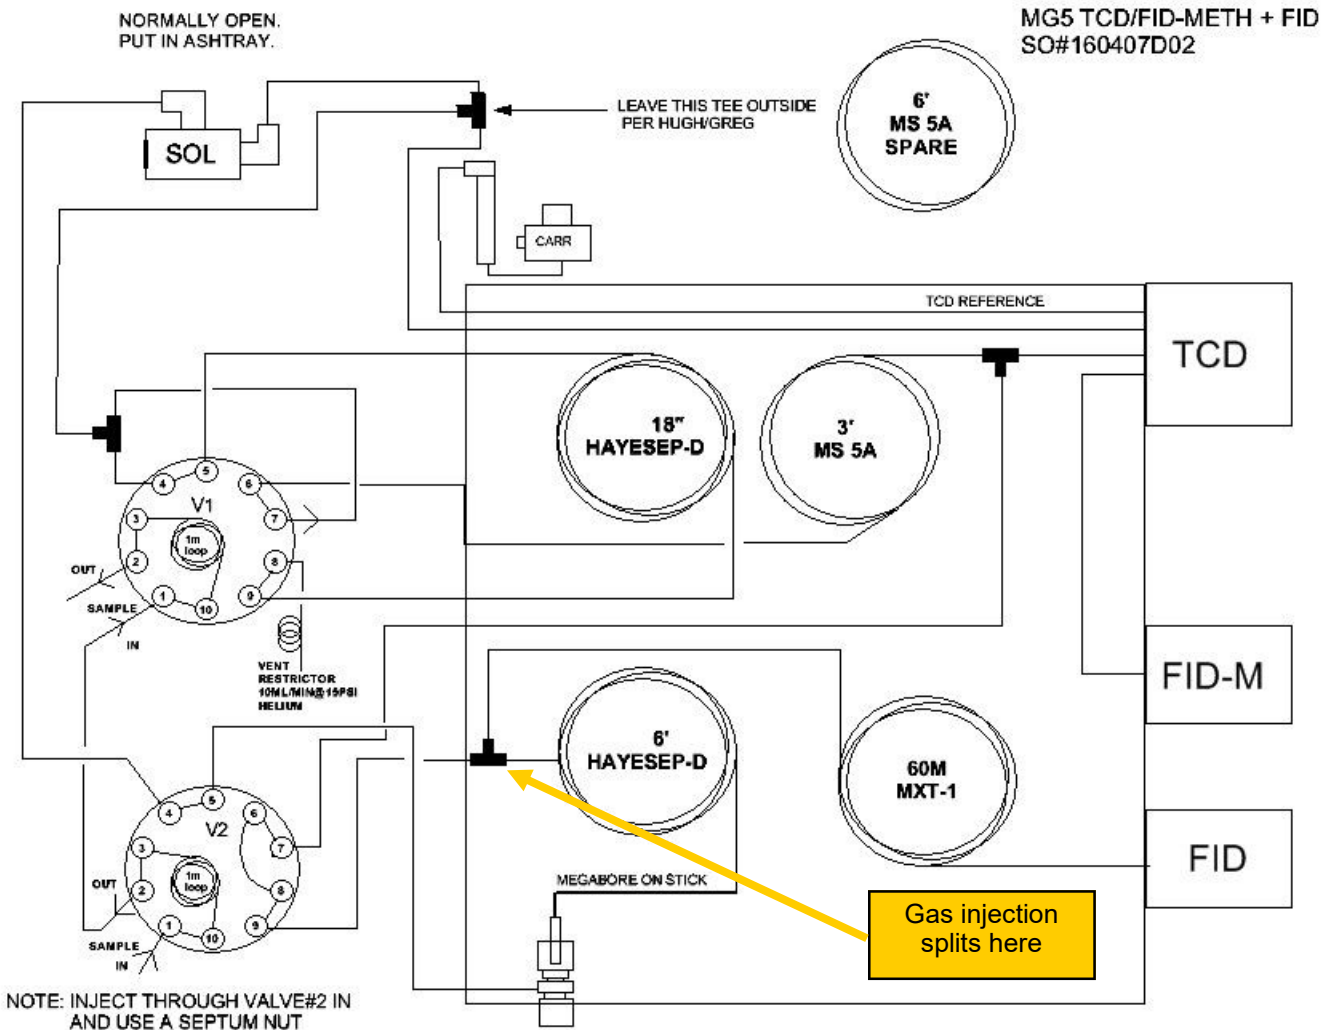 NORMALLY OPEN.
PUT IN ASHTRAY.
MG5 TCD/FID-METH + FID
SO#160407D02
SOL
LEAVE THIS TEE OUTSIDE
PER HUGH/GREG
6'
MS 5A
SPARE
CARR
TCD REFERENCE
TCD
18"
HAYESEP-D
3'
MS 5A
5
4
6
V1
3
7
1m
loop
2
8
OUT
1
9
10
SAMPLE
IN
VENT
RESTRICTOR
10ML/MIN@15PSI
HELIUM
FID-M
6'
HAYESEP-D
60M
MXT-1
5
4
6
V2
3
7
1m
loop
OUT
2
8
1
9
10
SAMPLE
IN
FID
MEGABORE ON STICK
Gas injection
splits here
NOTE: INJECT THROUGH VALVE#2 IN
AND USE A SEPTUM NUT